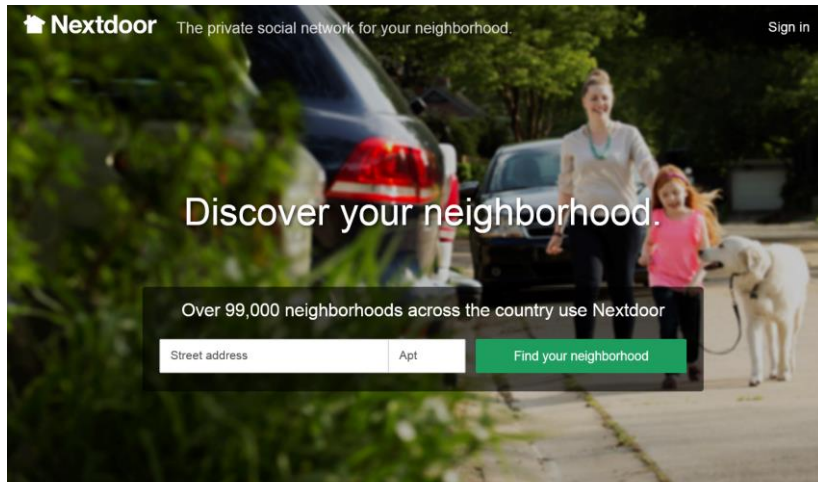 Nextdoor
The private social network for your neighborhood.
Sign in
Discover your neighborhood.
Over 99,000 neighborhoods across the country use Nextdoor
Street address
Apt
Find your neighborhood